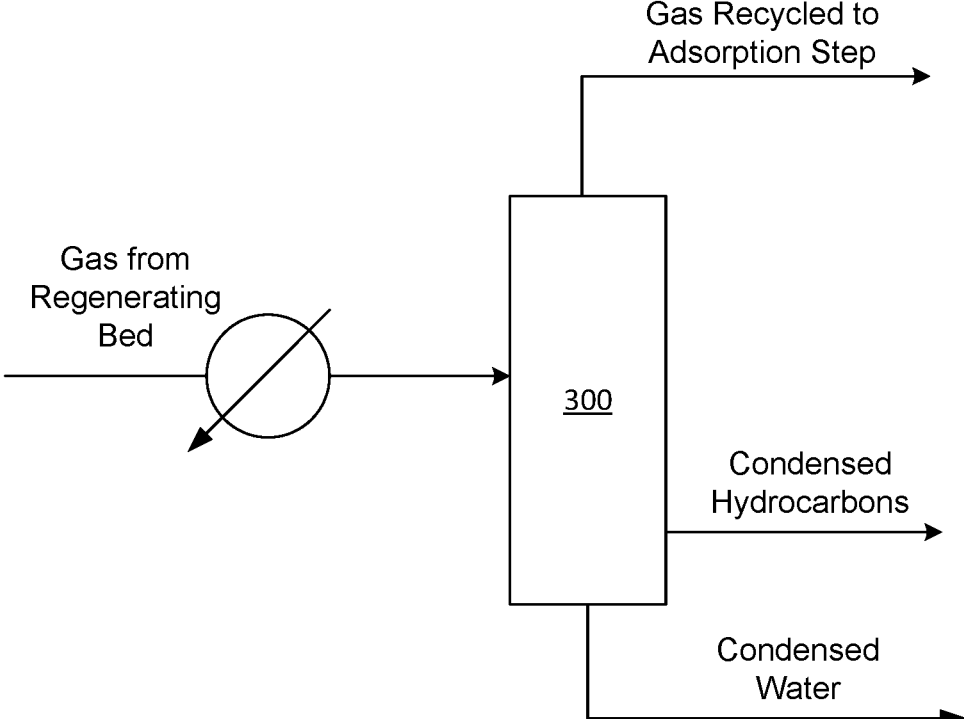 Gas Recycled to
Adsorption Step
Gas from
Regenerating
Bed
300
Condensed
Hydrocarbons
Condensed
Water